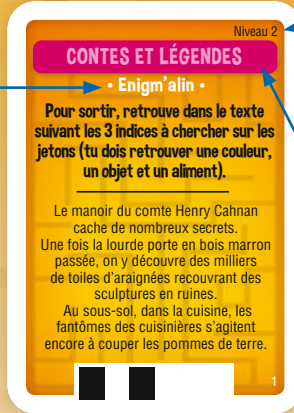 Niveau 2
CONTES ET LÉGENDES
• Enigm'alin •
Pour sortir, retrouve dans le texte
suivant les 3 indices à chercher sur les
jetons (tu dois retrouver une couleur,
un objet et un aliment).
Le manoir du comte Henry Cahnan
cache de nombreux secrets.
Une fois la lourde porte en bois marron
passée, on y découvre des milliers
de toiles d'araignées recouvrant des
sculptures en ruines.
Au sous-sol, dans la cuisine, les
fantômes des cuisinières s'agitent
encore à couper les pommes de terre.
1